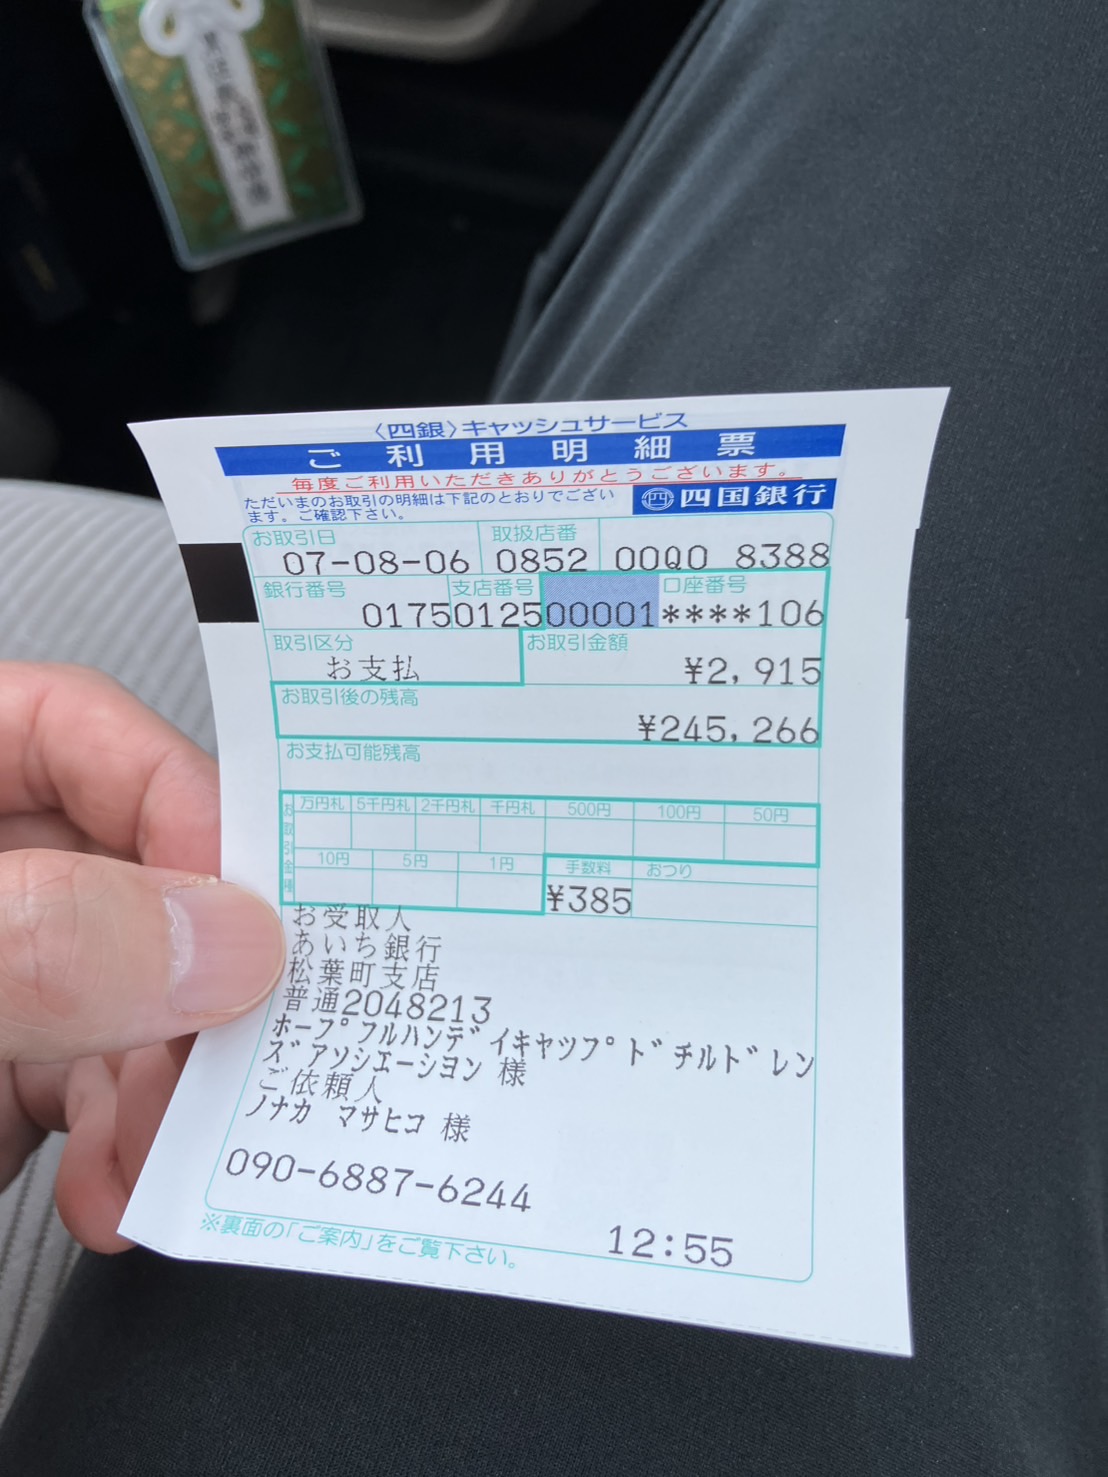 〈四銀〉キャッシュサービス
ご利用明細票
毎度ご利用いただきありがとうございます。
ただいまのお取引の明細は下記のとおりでござい
ます。ご確認下さい。
四国銀行
お取引日 取扱店番
07-08-06 0852 00Q0 8388
銀行番号 支店番号 口座番号
0175 0125 00001 ****106
取引区分 お取引金額
お支払 ¥2,915
お取引後の残高
¥245,266
お支払可能残高
お取引金種
万円札 5千円札 2千円札 千円札 500円 100円 50円
10円 5円 1円 手数料 おつり
¥385
お受取人
あいち銀行
松葉町支店
普通2048213
ホープフルハンデイキヤツプドチルドレン
ズアソシエーシヨン 様
ご依頼人
ノナカ マサヒコ 様
090-6887-6244
12:55
※裏面の「ご案内」をご覧下さい。